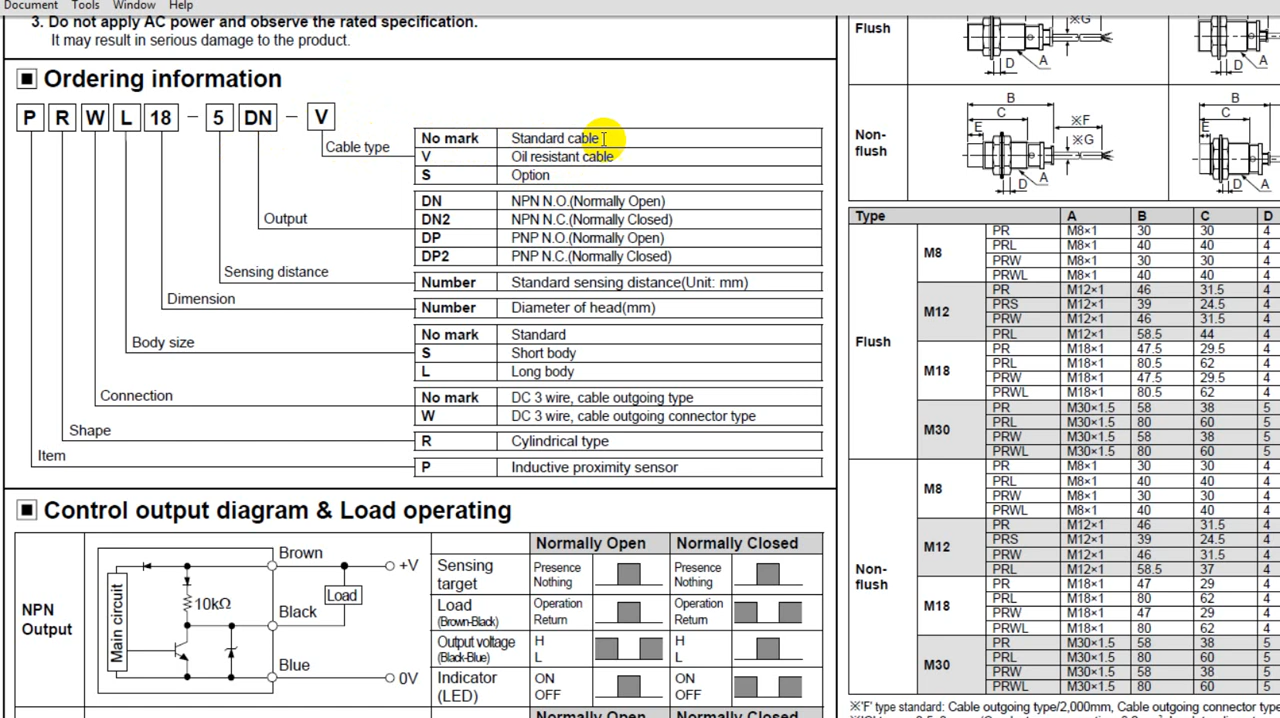 Document Tools Window Help
3. Do not apply AC power and observe the rated specification.
It may result in serious damage to the product.
Ordering information
P R W L 18 - 5 DN - V
Cable type
No mark Standard cable
V Oil resistant cable
S Option
Output
DN NPN N.O.(Normally Open)
DN2 NPN N.C.(Normally Closed)
DP PNP N.O.(Normally Open)
DP2 PNP N.C.(Normally Closed)
Sensing distance
Number Standard sensing distance(Unit: mm)
Dimension
Number Diameter of head(mm)
Body size
No mark Standard
S Short body
L Long body
Connection
No mark DC 3 wire, cable outgoing type
W DC 3 wire, cable outgoing connector type
Shape
R Cylindrical type
Item
P Inductive proximity sensor
Control output diagram & Load operating
Normally Open Normally Closed
NPN
Output
Main circuit
10kΩ
Brown
Load
+V
Black
Blue
0V
Sensing
target
Presence
Nothing
Presence
Nothing
Load
(Brown-Black)
Operation
Return
Operation
Return
Output voltage
(Black-Blue)
H
L
H
L
Indicator
(LED)
ON
OFF
ON
OFF
Normally Open Normally Closed
Flush
※G
D A
D A
Non-
flush
B
C
E
※F
※G
D A
B
C
E
D A
Type A B C D
Flush
M8
PR M8×1 30 30 4
PRL M8×1 40 40 4
PRW M8×1 30 30 4
PRWL M8×1 40 40 4
M12
PR M12×1 46 31.5 4
PRS M12×1 39 24.5 4
PRW M12×1 46 31.5 4
PRL M12×1 58.5 44 4
M18
PR M18×1 47.5 29.5 4
PRL M18×1 80.5 62 4
PRW M18×1 47.5 29.5 4
PRWL M18×1 80.5 62 4
M30
PR M30×1.5 58 38 5
PRL M30×1.5 80 60 5
PRW M30×1.5 58 38 5
PRWL M30×1.5 80 60 5
Non-
flush
M8
PR M8×1 30 30 4
PRL M8×1 40 40 4
PRW M8×1 30 30 4
PRWL M8×1 40 40 4
M12
PR M12×1 46 31.5 4
PRS M12×1 39 24.5 4
PRW M12×1 46 31.5 4
PRL M12×1 58.5 37 4
M18
PR M18×1 47 29 4
PRL M18×1 80 62 4
PRW M18×1 47 29 4
PRWL M18×1 80 62 4
M30
PR M30×1.5 58 38 5
PRL M30×1.5 80 60 5
PRW M30×1.5 58 38 5
PRWL M30×1.5 80 60 5
※'F' type standard: Cable outgoing type/2,000mm, Cable outgoing connector type